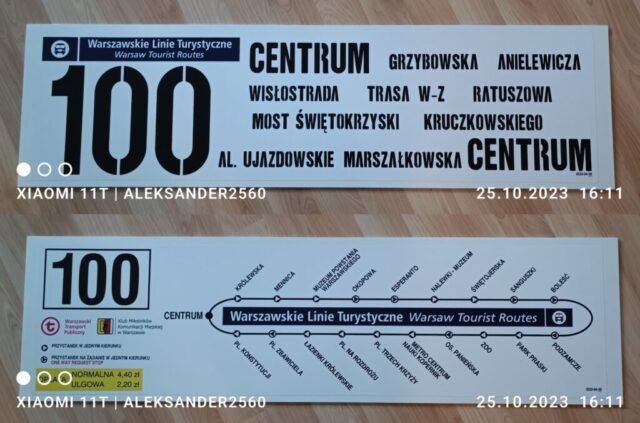 Warszawskie Linie Turystyczne
Warsaw Tourist Routes
100
CENTRUM GRZYBOWSKA ANIELEWICZA
WISŁOSTRADA TRASA W-Z RATUSZOWA
MOST ŚWIĘTOKRZYSKI KRUCZKOWSKIEGO
AL. UJAZDOWSKIE MARSZAŁKOWSKA CENTRUM
XIAOMI 11T | ALEKSANDER2560
25.10.2023 16:11
100
Warszawski
Transport
Publiczny
Klub Miłośników
Komunikacji Miejskiej
w Warszawie
PRZYSTANEK W JEDNYM KIERUNKU
PRZYSTANEK NA ŻĄDANIE W JEDNYM KIERUNKU
ONE WAY REQUEST STOP
NORMALNA 4,40 zł
ULGOWA 2,20 zł
CENTRUM
KRÓLEWSKA
MENNICA
MUZEUM POWSTANIA
WARSZAWSKIEGO
OKOPOWA
ESPERANTO
NALEWKI - MUZEUM
ŚWIĘTOJERSKA
SANGUSZKI
BOLEŚĆ
Warszawskie Linie Turystyczne Warsaw Tourist Routes
PL. KONSTYTUCJI
PL. ZBAWICIELA
ŁAZIENKI KRÓLEWSKIE
PL. NA ROZDROŻU
PL. TRZECH KRZYŻY
METRO CENTRUM
NAUKI KOPERNIK
OS. PANIEŃSKA
ZOO
PARK PRASKI
PODZAMCZE
XIAOMI 11T | ALEKSANDER2560
25.10.2023 16:11